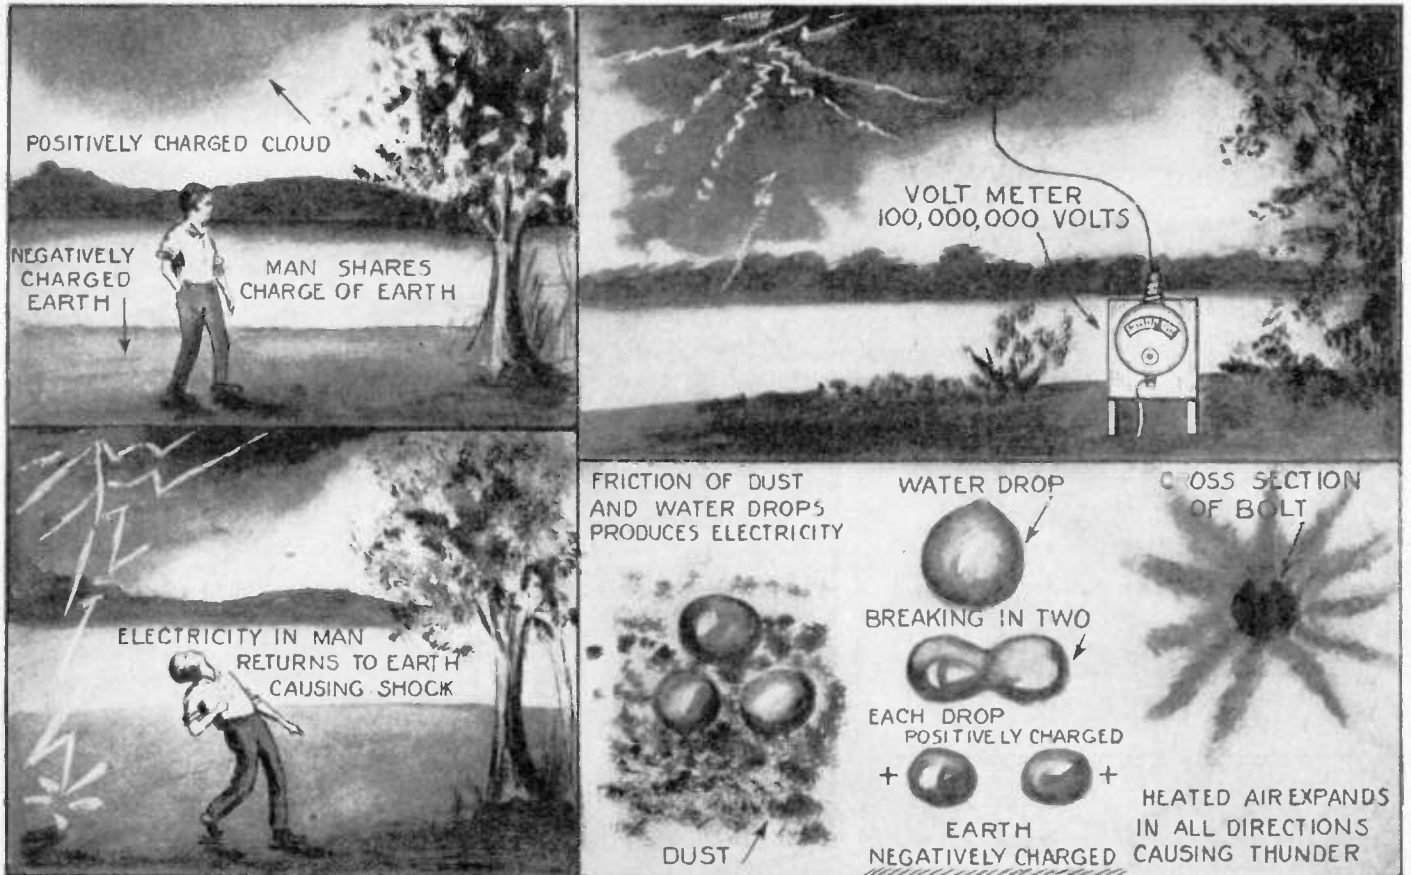 POSITIVELY CHARGED CLOUD
NEGATIVELY
CHARGED
EARTH
MAN SHARES
CHARGE OF EARTH
VOLT METER
100,000,000 VOLTS
ELECTRICITY IN MAN
RETURNS TO EARTH
CAUSING SHOCK
FRICTION OF DUST
AND WATER DROPS
PRODUCES ELECTRICITY
DUST
WATER DROP
BREAKING IN TWO
EACH DROP
POSITIVELY CHARGED
+ +
EARTH
NEGATIVELY CHARGED
CROSS SECTION
OF BOLT
HEATED AIR EXPANDS
IN ALL DIRECTIONS
CAUSING THUNDER